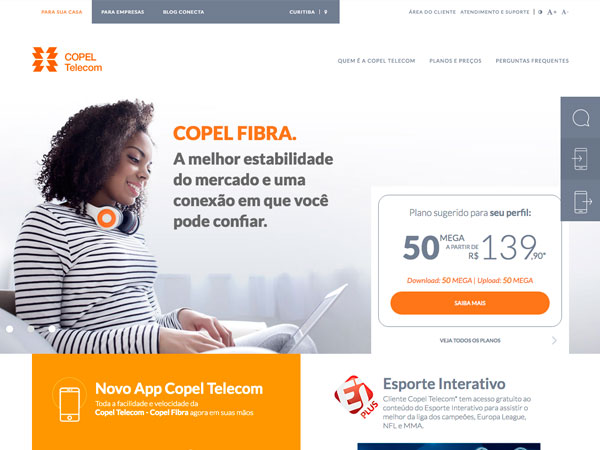 PARA SUA CASA PARA EMPRESAS BLOG CONECTA CURITIBA ÁREA DO CLIENTE ATENDIMENTO E SUPORTE A+ A-
COPEL
Telecom
QUEM É A COPEL TELECOM PLANOS E PREÇOS PERGUNTAS FREQUENTES
COPEL FIBRA.
A melhor estabilidade
do mercado e uma
conexão em que você
pode confiar.
Plano sugerido para seu perfil:
50 MEGA A PARTIR DE R$ 139,90*
Download: 50 MEGA | Upload: 50 MEGA
SAIBA MAIS
VEJA TODOS OS PLANOS
Novo App Copel Telecom
Toda a facilidade e velocidade da
Copel Telecom - Copel Fibra agora em suas mãos
EI PLUS
Esporte Interativo
Cliente Copel Telecom* tem acesso gratuito ao
conteúdo do Esporte Interativo para assistir o
melhor da liga dos campeões, Europa League,
NFL e MMA.